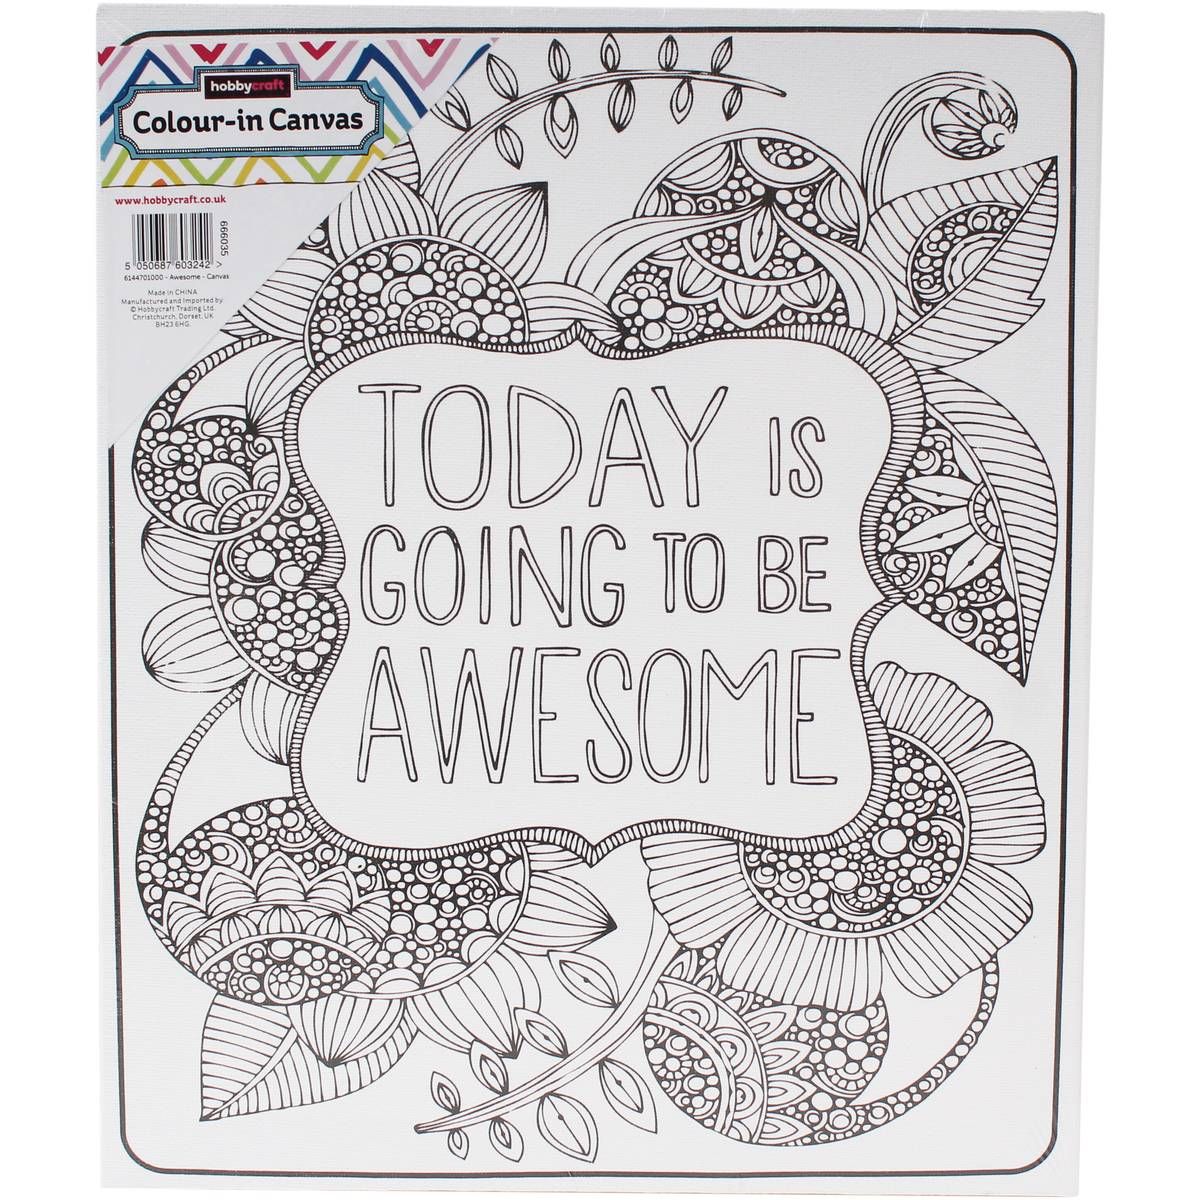 hobbycraft
Colour-in Canvas
www.hobbycraft.co.uk
666035
5 050687 603242 >
6144701000 - Awesome - Canvas
Made in CHINA
Manufactured and Imported by:
© Hobbycraft Trading Ltd.
Christchurch, Dorset, UK
BH23 6HG.
TODAY IS
GOING TO BE
AWESOME